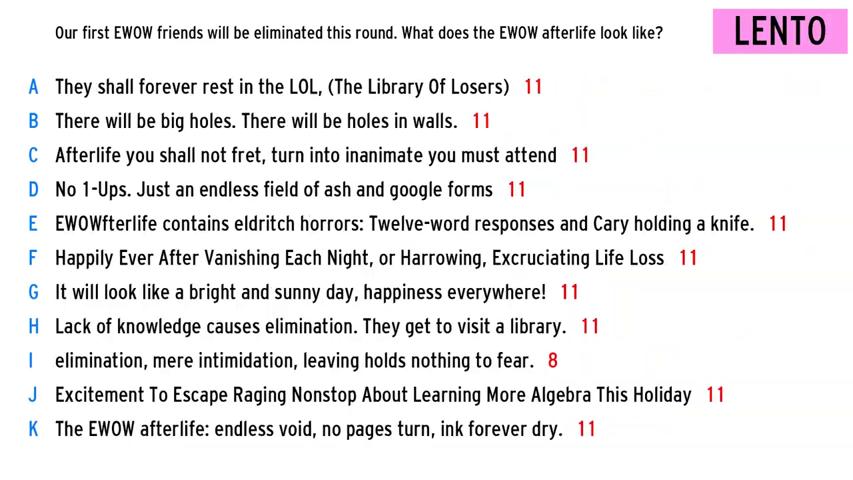 Our first EWOW friends will be eliminated this round. What does the EWOW afterlife look like?
LENTO
A They shall forever rest in the LOL, (The Library Of Losers) 11
B There will be big holes. There will be holes in walls. 11
C Afterlife you shall not fret, turn into inanimate you must attend 11
D No 1-Ups. Just an endless field of ash and google forms 11
E EWOWfterlife contains eldritch horrors: Twelve-word responses and Cary holding a knife. 11
F Happily Ever After Vanishing Each Night, or Harrowing, Excruciating Life Loss 11
G It will look like a bright and sunny day, happiness everywhere! 11
H Lack of knowledge causes elimination. They get to visit a library. 11
I elimination, mere intimidation, leaving holds nothing to fear. 8
J Excitement To Escape Raging Nonstop About Learning More Algebra This Holiday 11
K The EWOW afterlife: endless void, no pages turn, ink forever dry. 11